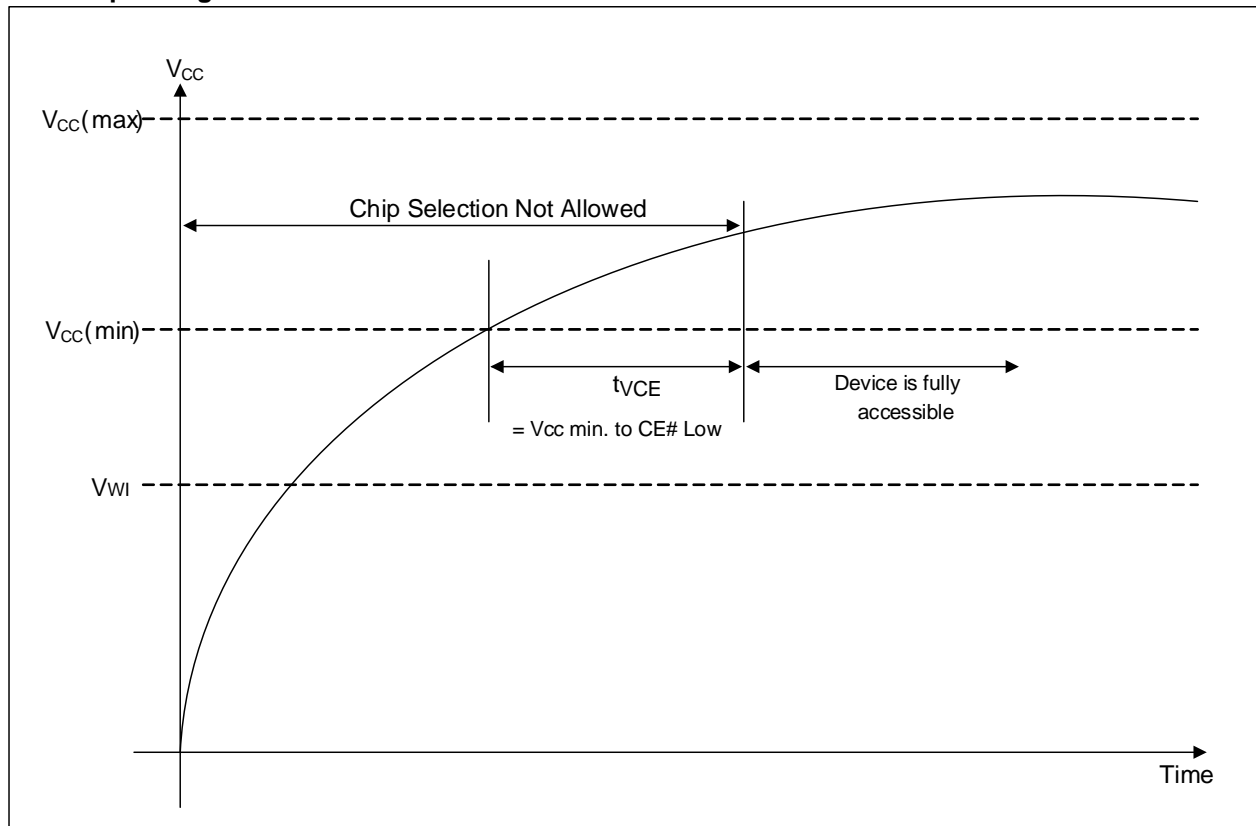 VCC
VCC(max)
Chip Selection Not Allowed
VCC(min)
tVCE
Device is fully
accessible
= Vcc min. to CE# Low
VWI
Time